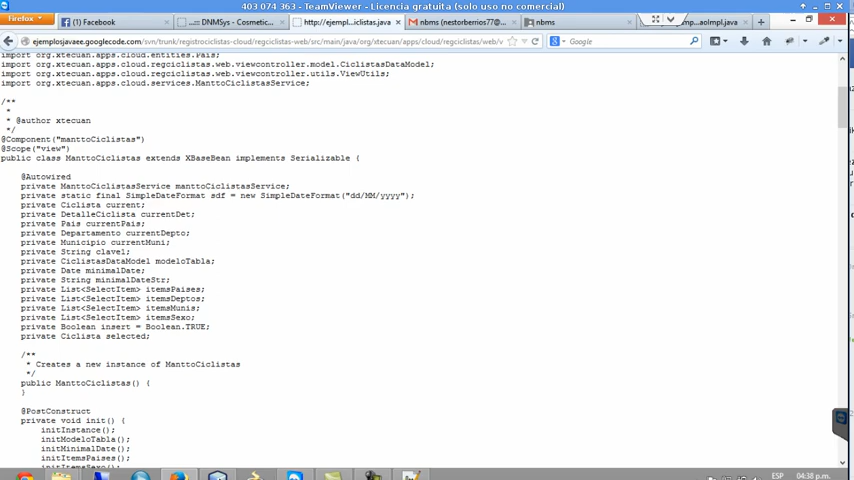 403 074 363 - TeamViewer - Licencia gratuita (solo uso no comercial)
Firefox
(1) Facebook
..::: DNMSys - Cosmetic...
http://ejempl...iclistas.java
nbms (nestorberrios77@...
nbms
aoImpl.java
ejemplosjavaee.googlecode.com/svn/trunk/registrociclistas-cloud/regciclistas-web/src/main/java/org/xtecuan/apps/cloud/regciclistas/web/v
Google
import org.xtecuan.apps.cloud.entities.Pais;
import org.xtecuan.apps.cloud.regciclistas.web.viewcontroller.model.CiclistasDataModel;
import org.xtecuan.apps.cloud.regciclistas.web.viewcontroller.utils.ViewUtils;
import org.xtecuan.apps.cloud.services.ManttoCiclistasService;
/**
*
* @author xtecuan
*/
@Component("manttoCiclistas")
@Scope("view")
public class ManttoCiclistas extends XBaseBean implements Serializable {
@Autowired
private ManttoCiclistasService manttoCiclistasService;
private static final SimpleDateFormat sdf = new SimpleDateFormat("dd/MM/yyyy");
private Ciclista current;
private DetalleCiclista currentDet;
private Pais currentPais;
private Departamento currentDepto;
private Municipio currentMuni;
private String clave1;
private CiclistasDataModel modeloTabla;
private Date minimalDate;
private String minimalDateStr;
private List<SelectItem> itemsPaises;
private List<SelectItem> itemsDeptos;
private List<SelectItem> itemsMunis;
private List<SelectItem> itemsSexo;
private Boolean insert = Boolean.TRUE;
private Ciclista selected;
/**
* Creates a new instance of ManttoCiclistas
*/
public ManttoCiclistas() {
}
@PostConstruct
private void init() {
initInstance();
initModeloTabla();
initMinimalDate();
initItemsPaises();
initItemsSexo();
ESP
04:38 p.m.